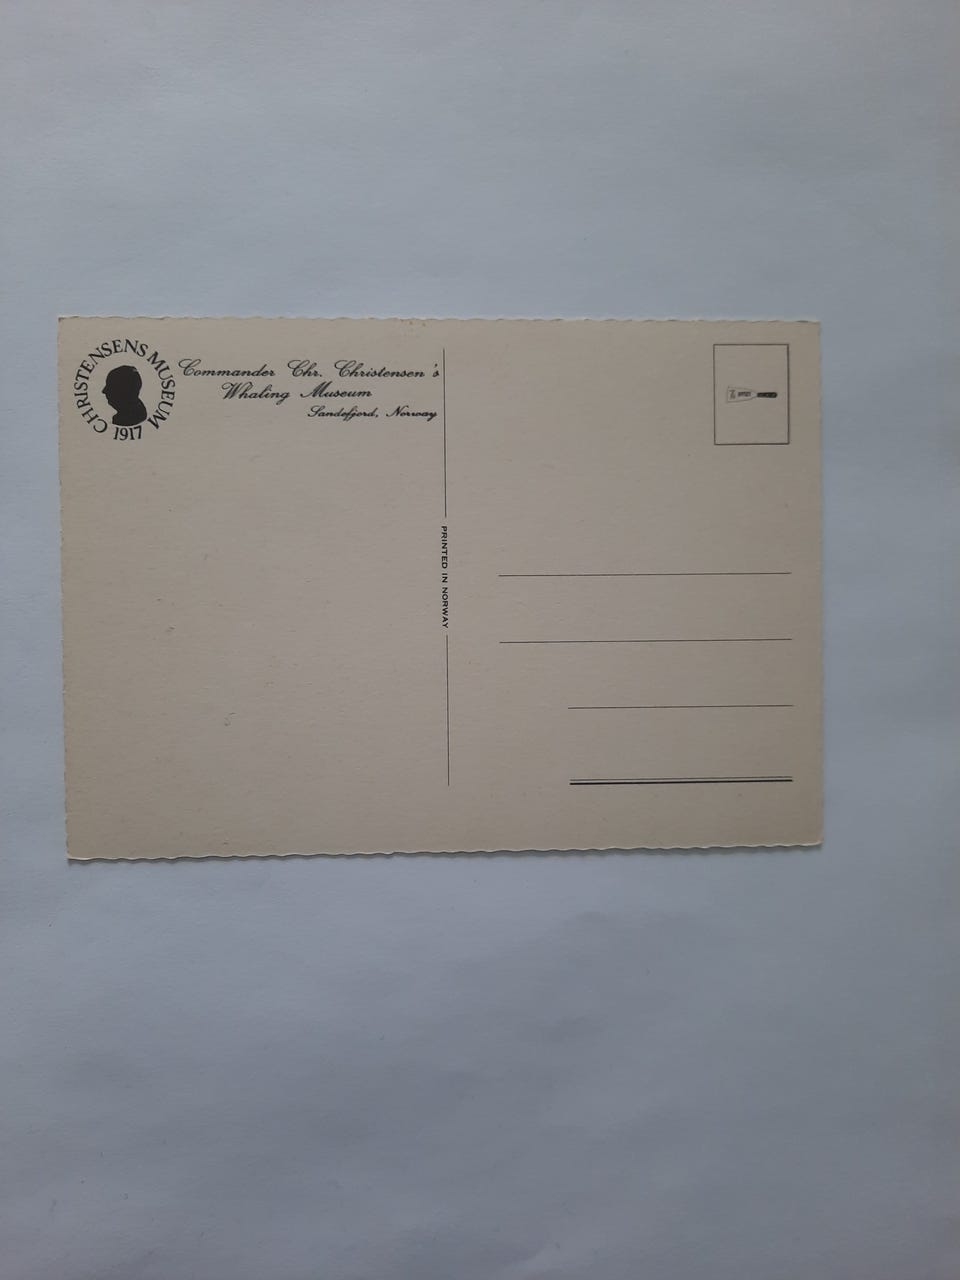 CHRISTENSENS MUSEUM
1917
Commander Chr. Christensen's
Whaling Museum
Sandefjord, Norway
PRINTED IN NORWAY